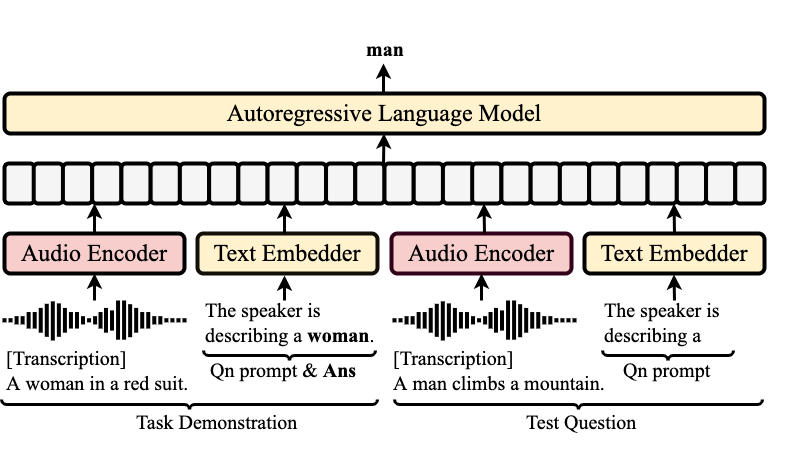 man
Autoregressive Language Model
Audio Encoder
Text Embedder
Audio Encoder
Text Embedder
[Transcription]
A woman in a red suit.
The speaker is
describing a woman.
Qn prompt & Ans
[Transcription]
A man climbs a mountain.
The speaker is
describing a
Qn prompt
Task Demonstration
Test Question